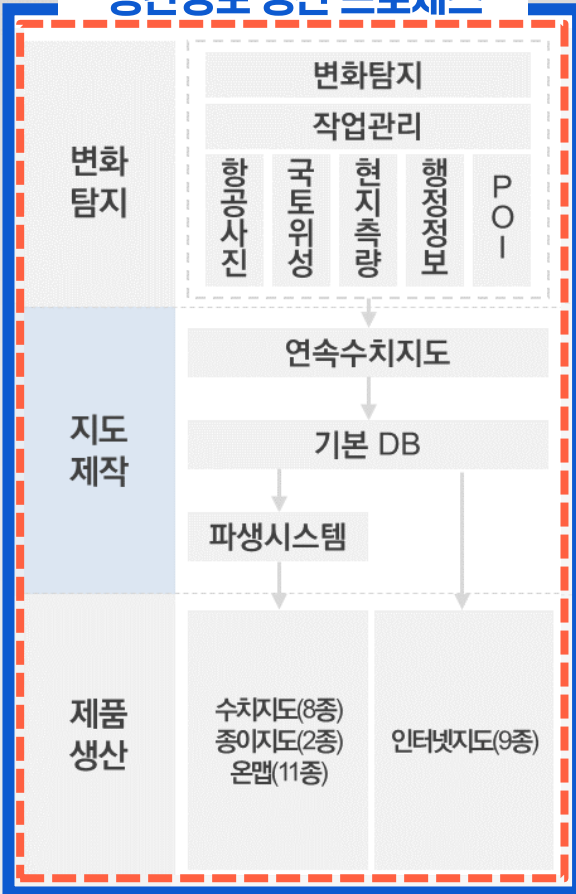 변화
탐지
변화탐지
작업관리
항공사진
국토위성
현지측량
행정정보
POI
지도
제작
연속수치지도
기본 DB
파생시스템
제품
생산
수치지도(8종)
종이지도(2종)
온맵(11종)
인터넷지도(9종)